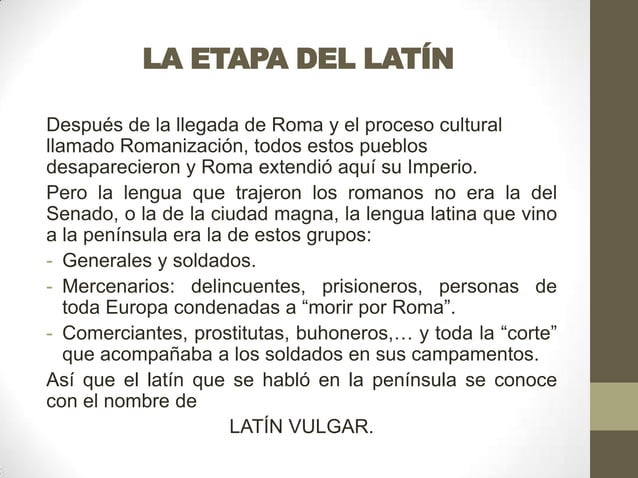 LA ETAPA DEL LATÍN
Después de la llegada de Roma y el proceso cultural
llamado Romanización, todos estos pueblos
desaparecieron y Roma extendió aquí su Imperio.
Pero la lengua que trajeron los romanos no era la del
Senado, o la de la ciudad magna, la lengua latina que vino
a la península era la de estos grupos:
- Generales y soldados.
- Mercenarios: delincuentes, prisioneros, personas de
toda Europa condenadas a “morir por Roma”.
- Comerciantes, prostitutas, buhoneros,… y toda la “corte”
que acompañaba a los soldados en sus campamentos.
Así que el latín que se habló en la península se conoce
con el nombre de
LATÍN VULGAR.